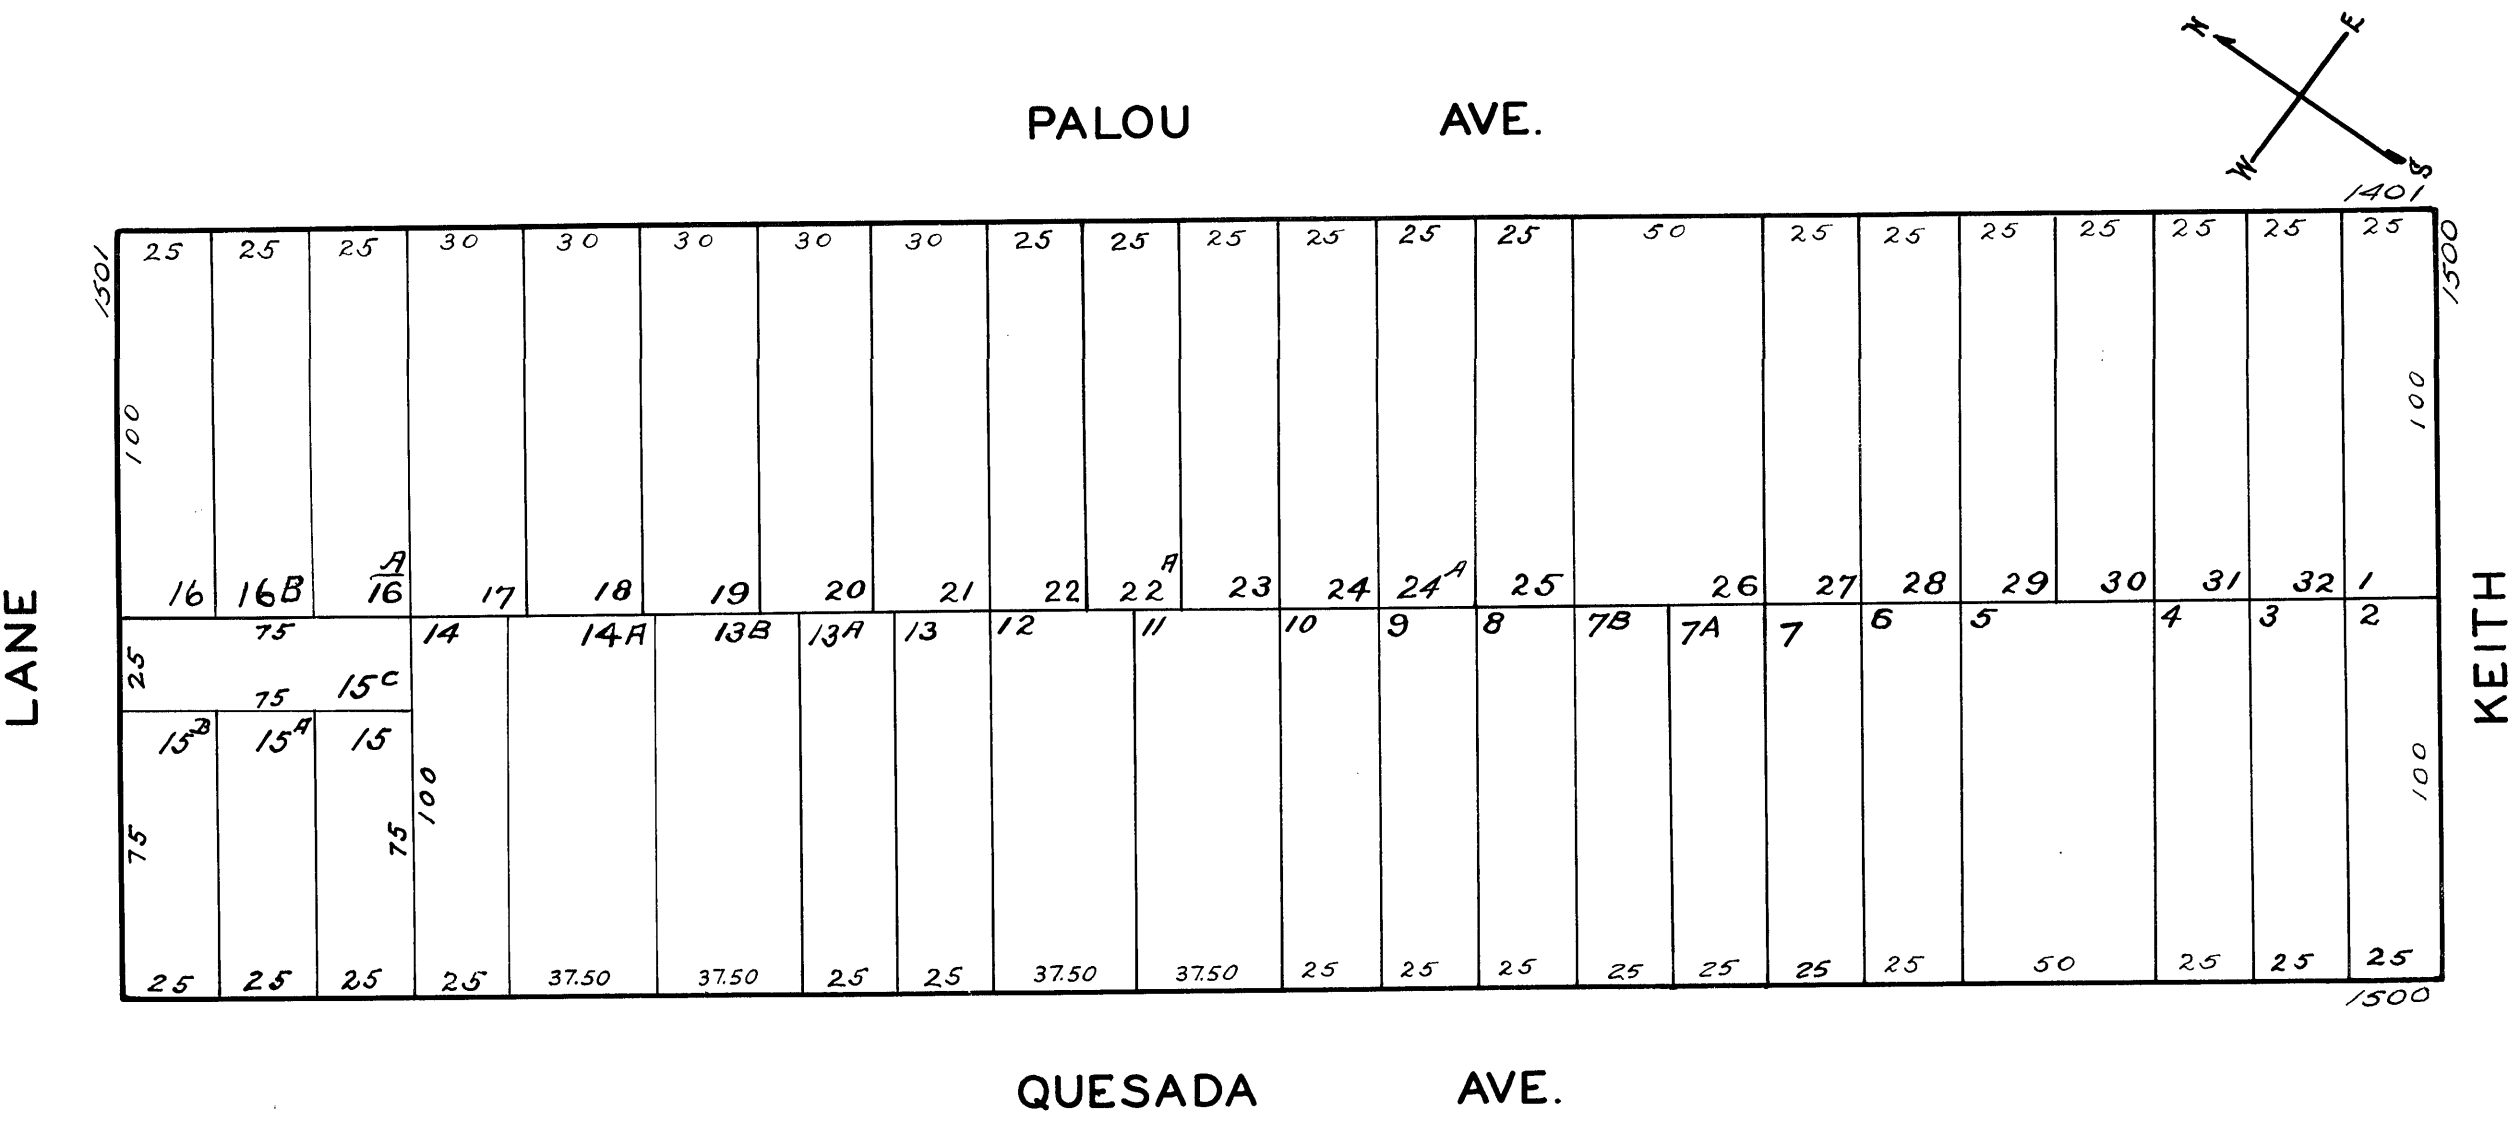 N E
PALOU AVE.
W S
1401
1501 25 25 25 30 30 30 30 30 25 25 25 25 25 25 50 25 25 25 25 25 25 25 1500
100 100
A A A
16 16B 16 17 18 19 20 21 22 22 23 24 24 25 26 27 28 29 30 31 32 1
75 14 14A 13B 13A 13 12 11 10 9 8 7B 7A 7 6 5 4 3 2
LANE
KEITH
25
75 15C
15B 15A 15
100 100
75 75
25 25 25 25 37.50 37.50 25 25 37.50 37.50 25 25 25 25 25 25 25 50 25 25 25
1500
QUESADA AVE.